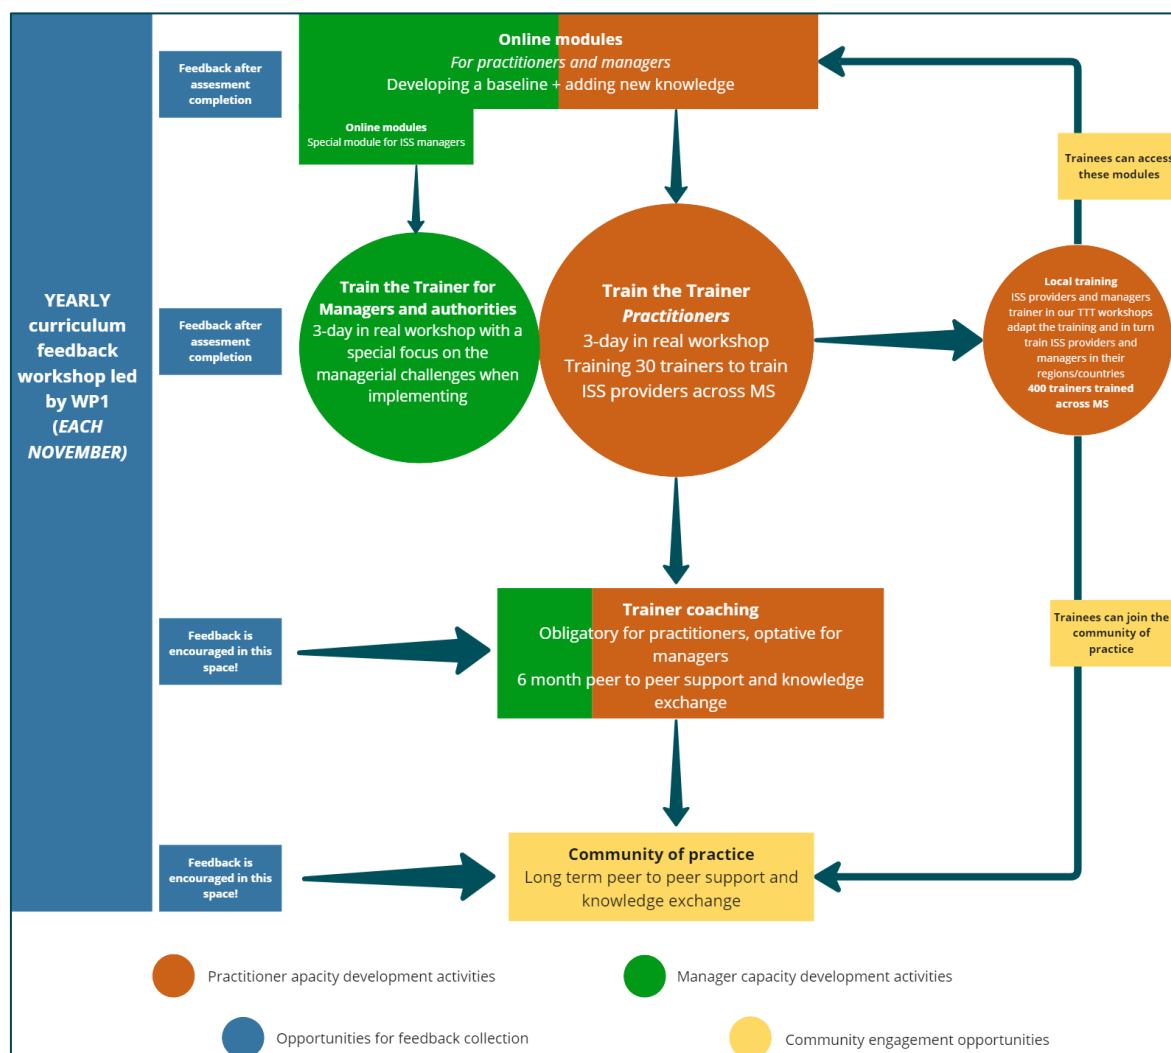 YEARLY
curriculum
feedback
workshop led
by WP1
(EACH
NOVEMBER)
Feedback after
assesment
completion
Online modules
For practitioners and managers
Developing a baseline + adding new knowledge
Online modules
Special module for ISS managers
Trainees can access
these modules
Feedback after
assesment
completion
Train the Trainer for
Managers and authorities
3-day in real workshop with a
special focus on the
managerial challenges when
implementing
Train the Trainer
Practitioners
3-day in real workshop
Training 30 trainers to train
ISS providers across MS
Local training
ISS providers and managers
trainer in our TTT workshops
adapt the training and in turn
train ISS providers and
managers in their
regions/countries
400 trainers trained
across MS
Feedback is
encouraged in this
space!
Trainer coaching
Obligatory for practitioners, optative for
managers
6 month peer to peer support and knowledge
exchange
Trainees can join the
community of
practice
Feedback is
encouraged in this
space!
Community of practice
Long term peer to peer support and
knowledge exchange
Practitioner apacity development activities
Manager capacity development activities
Opportunities for feedback collection
Community engagement opportunities